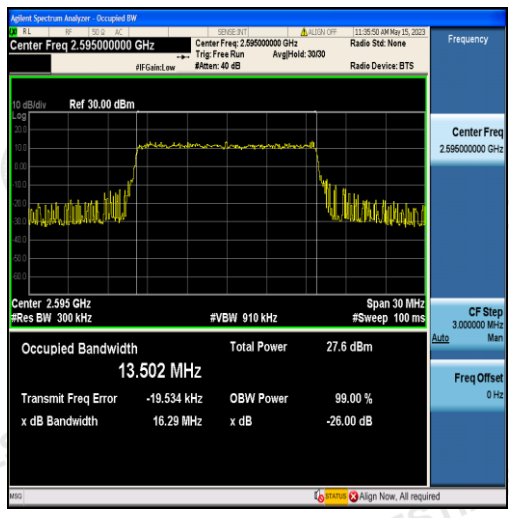 Agilent Spectrum Analyzer - Occupied BW
RL RF 50 Ω AC SENSE:INT ALIGN OFF 11:35:50 AM May 15, 2023
Center Freq 2.595000000 GHz
Center Freq: 2.595000000 GHz
Radio Std: None
Trig: Free Run Avg|Hold: 30/30
#IFGain:Low #Atten: 40 dB Radio Device: BTS
10 dB/div Ref 30.00 dBm
Log
20.0
10.0
0.00
-10.0
-20.0
-30.0
-40.0
-50.0
-60.0
Center 2.595 GHz Span 30 MHz
#Res BW 300 kHz #VBW 910 kHz #Sweep 100 ms
Occupied Bandwidth Total Power 27.6 dBm
13.502 MHz
Transmit Freq Error -19.534 kHz OBW Power 99.00 %
x dB Bandwidth 16.29 MHz x dB -26.00 dB
Frequency
Center Freq
2.595000000 GHz
CF Step
3.000000 MHz
Auto Man
Freq Offset
0 Hz
MSG STATUS Align Now, All required